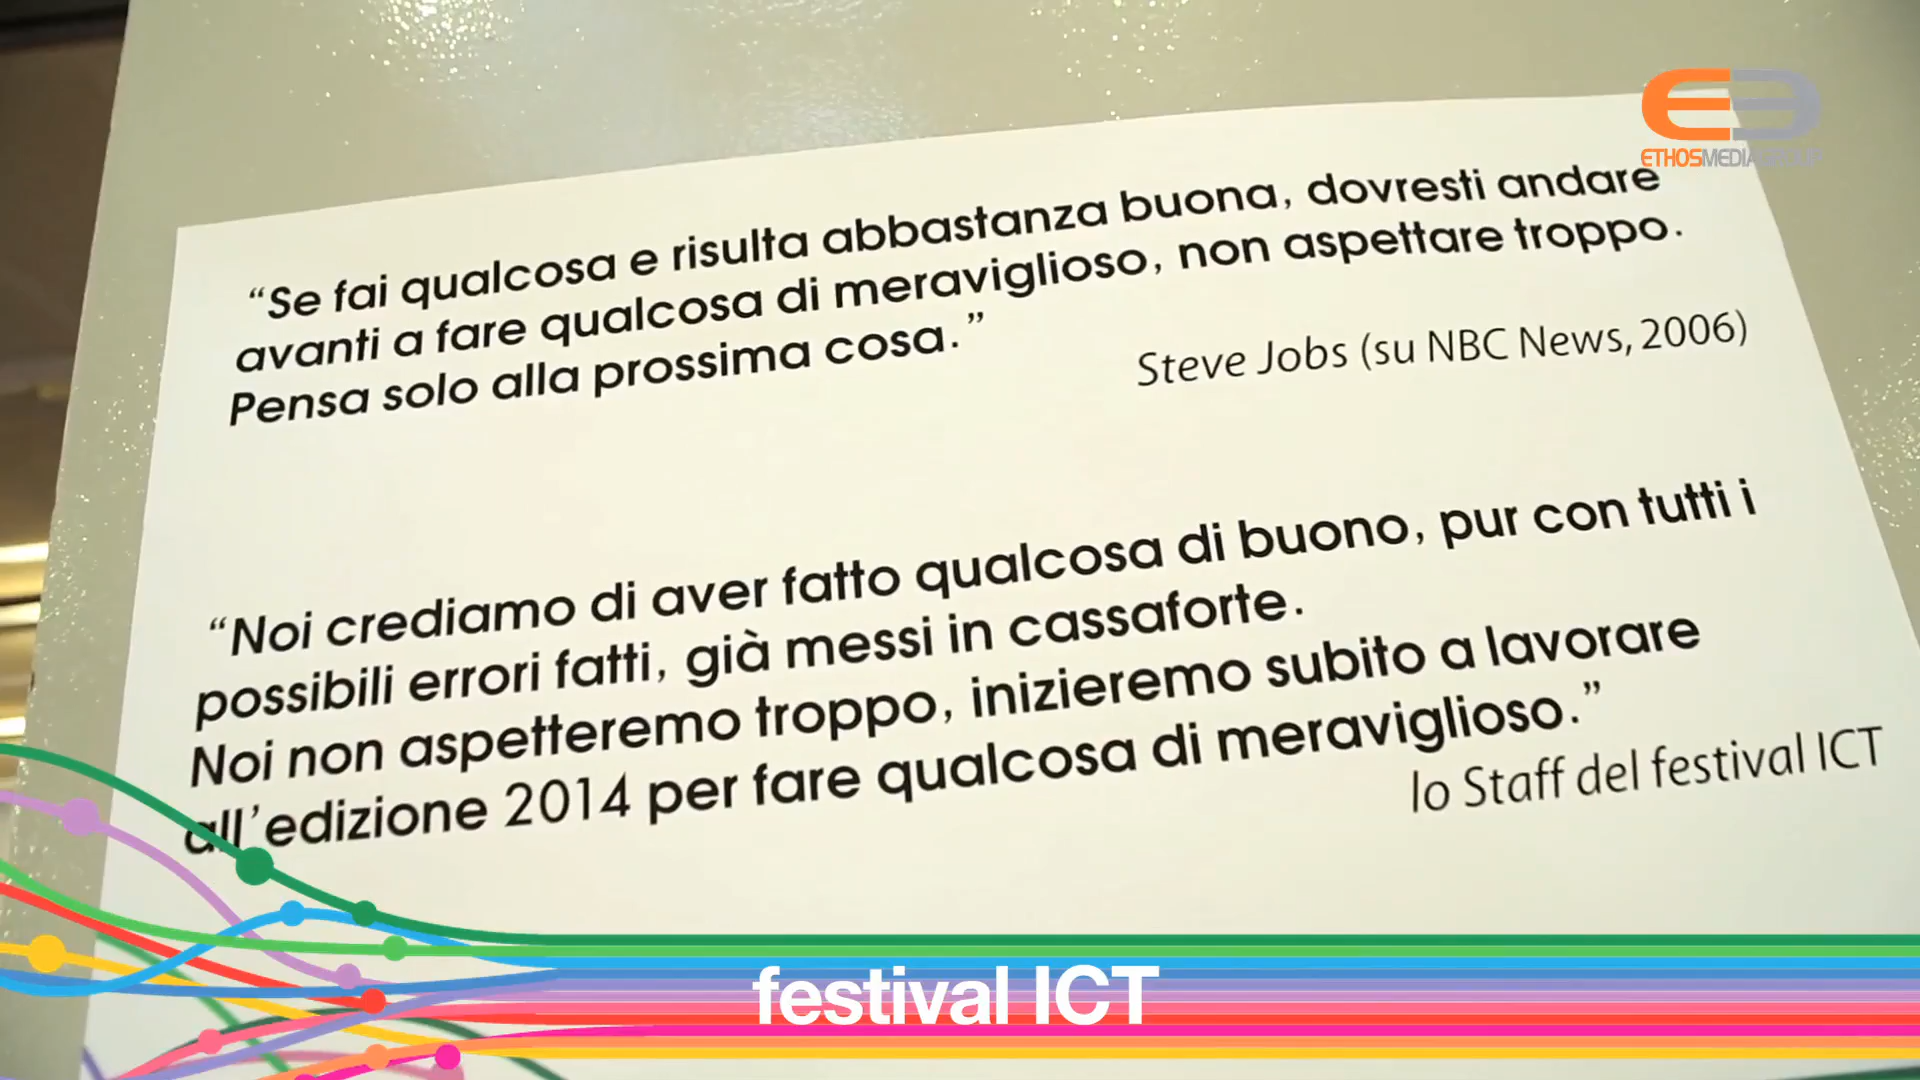 ETHOSMEDIAGROUP
“Se fai qualcosa e risulta abbastanza buona, dovresti andare
avanti a fare qualcosa di meraviglioso, non aspettare troppo.
Pensa solo alla prossima cosa.”
Steve Jobs (su NBC News, 2006)
“Noi crediamo di aver fatto qualcosa di buono, pur con tutti i
possibili errori fatti, già messi in cassaforte.
Noi non aspetteremo troppo, inizieremo subito a lavorare
all’edizione 2014 per fare qualcosa di meraviglioso.”
lo Staff del festival ICT
festival ICT